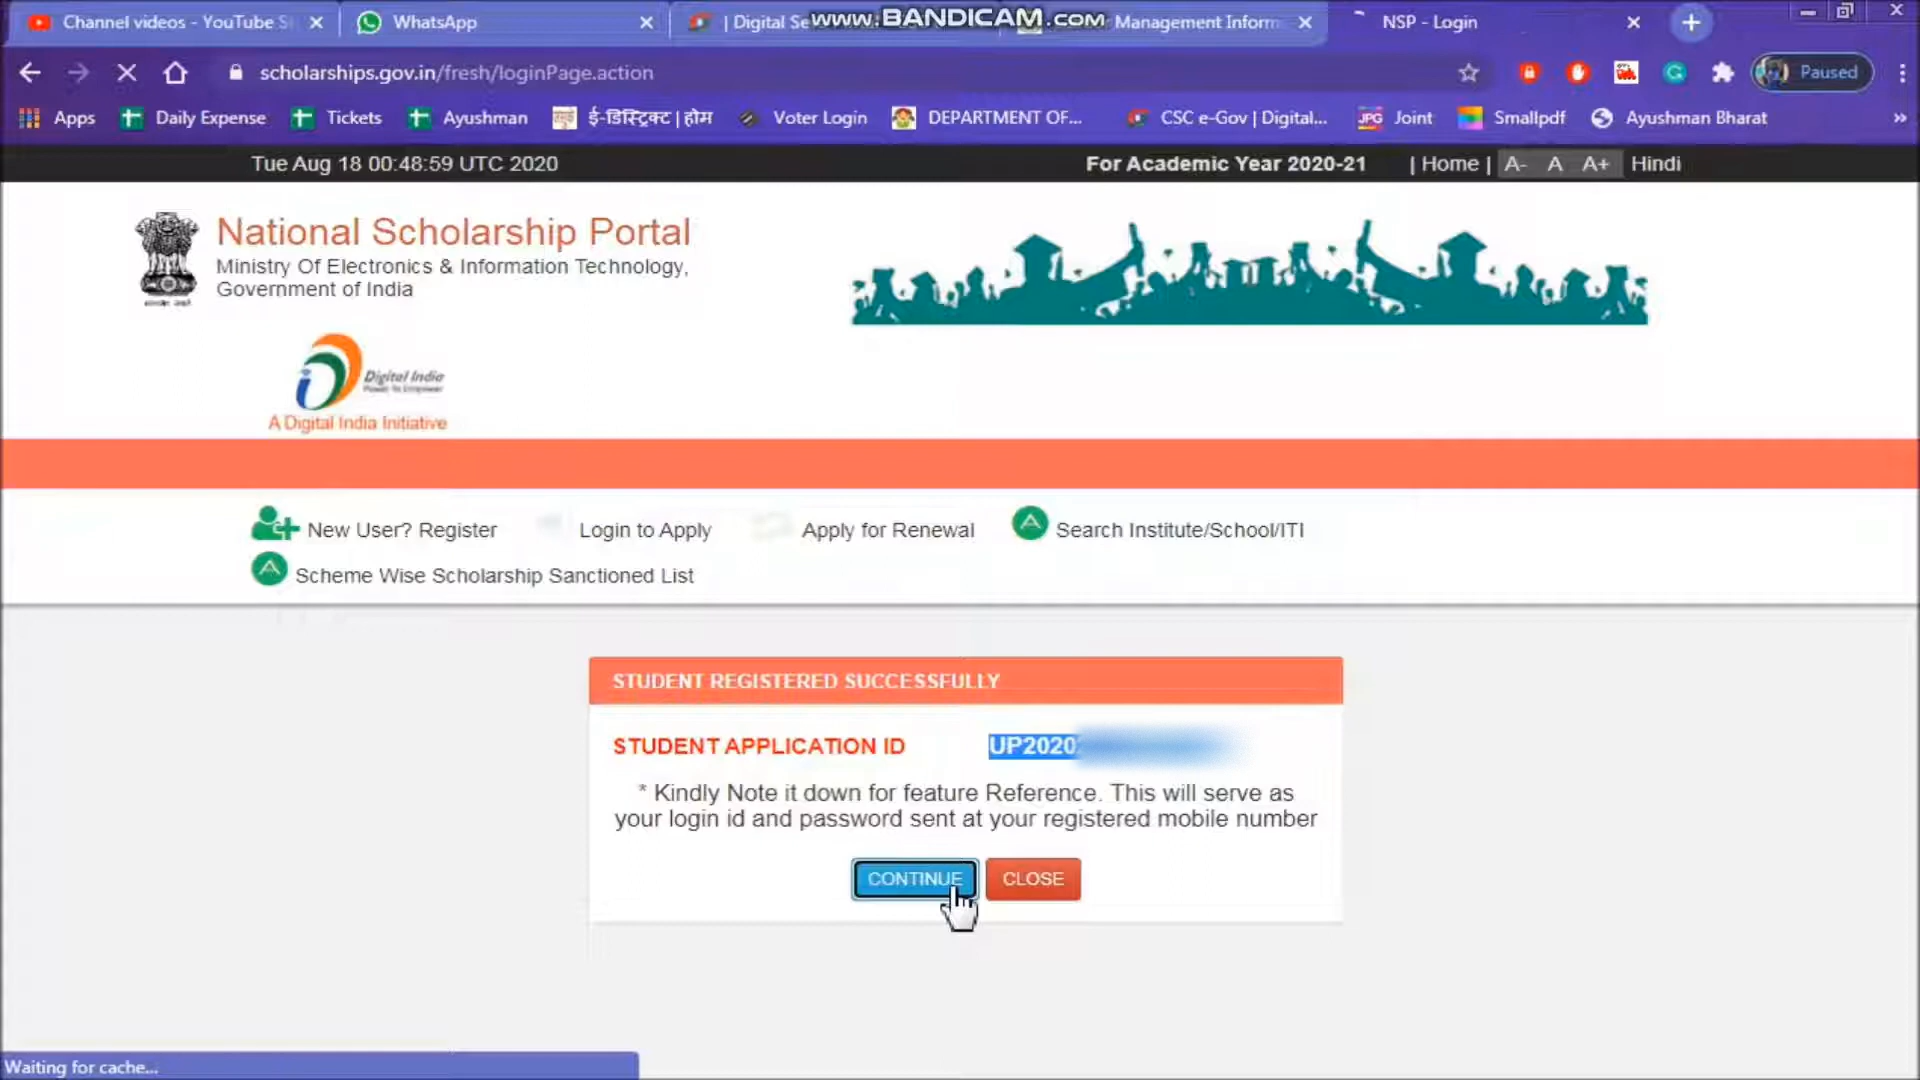 Channel videos - YouTube S
WhatsApp
| Digital Se
www.BANDICAM.com
Management Inform
NSP - Login
scholarships.gov.in/fresh/loginPage.action
Paused
Apps
Daily Expense
Tickets
Ayushman
ई-डिस्ट्रिक्ट | होम
Voter Login
DEPARTMENT OF...
CSC e-Gov | Digital...
JPG Joint
Smallpdf
Ayushman Bharat
»
Tue Aug 18 00:48:59 UTC 2020
For Academic Year 2020-21
| Home | A- A A+ Hindi
National Scholarship Portal
Ministry Of Electronics & Information Technology,
Government of India
Digital India
Power To Empower
A Digital India Initiative
New User? Register
Login to Apply
Apply for Renewal
Search Institute/School/ITI
Scheme Wise Scholarship Sanctioned List
STUDENT REGISTERED SUCCESSFULLY
STUDENT APPLICATION ID UP2020
* Kindly Note it down for feature Reference. This will serve as
your login id and password sent at your registered mobile number
CONTINUE CLOSE
Waiting for cache...